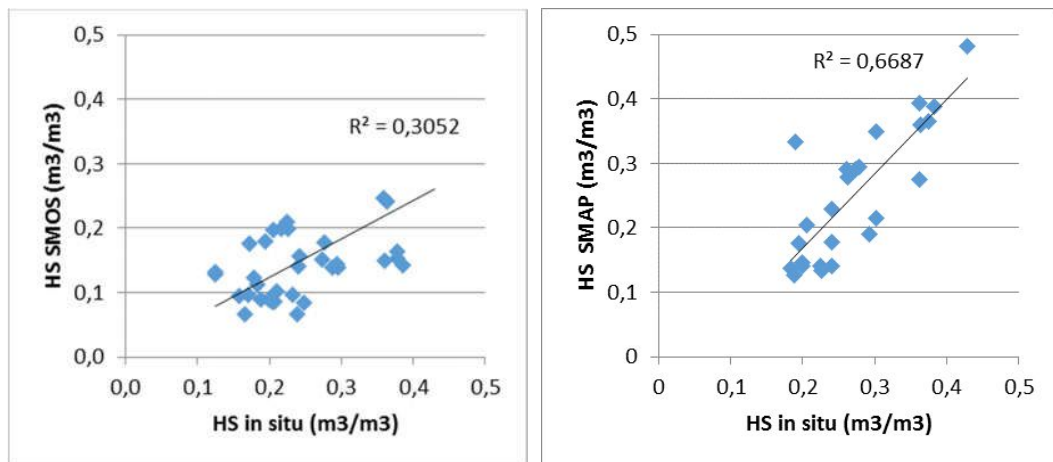 0,5
0,4
0,3
0,2
0,1
0,0
HS SMOS (m3/m3)
R² = 0,3052
0,0 0,1 0,2 0,3 0,4 0,5
HS in situ (m3/m3)
0,5
0,4
0,3
0,2
0,1
0
HS SMAP (m3/m3)
R² = 0,6687
0 0,1 0,2 0,3 0,4 0,5
HS in situ (m3/m3)